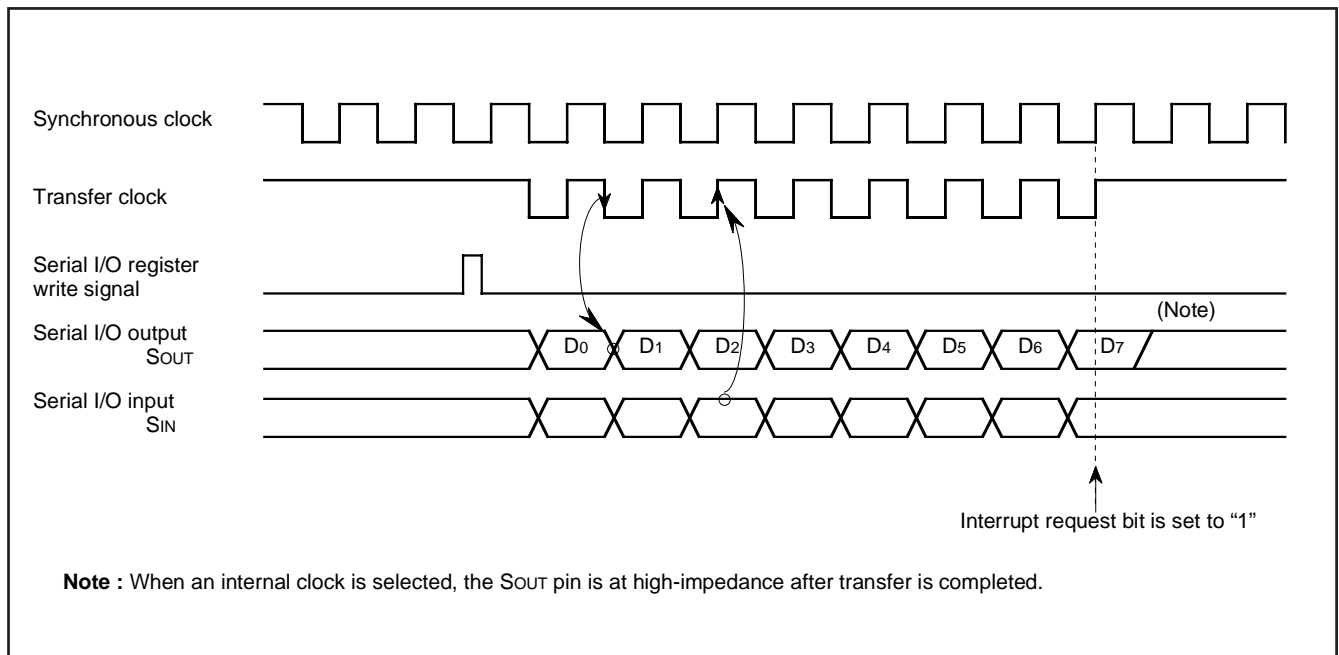 Synchronous clock
Transfer clock
Serial I/O register
write signal
(Note)
Serial I/O output
SOUT
D0 D1 D2 D3 D4 D5 D6 D7
Serial I/O input
SIN
Interrupt request bit is set to “1”
Note : When an internal clock is selected, the SOUT pin is at high-impedance after transfer is completed.